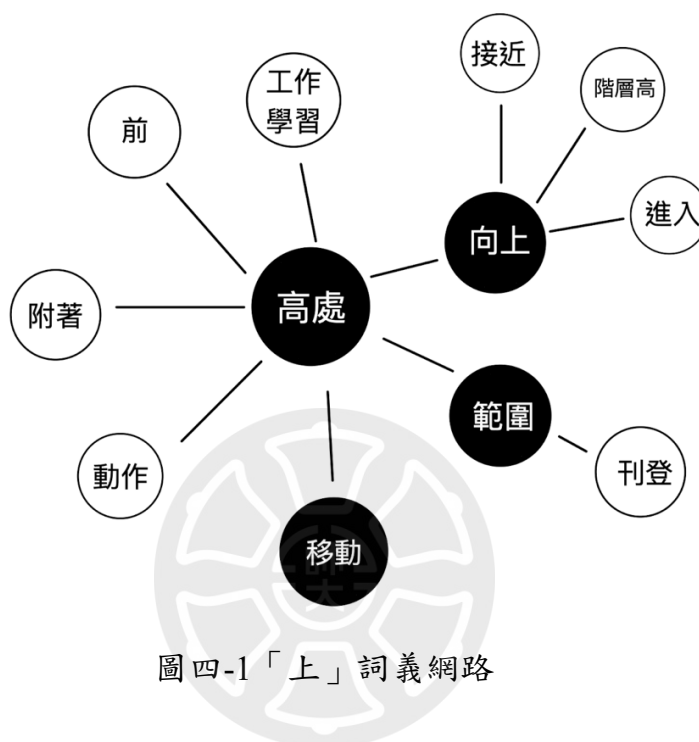 接近
階層高
工作
學習
前
進入
向上
高處
附著
範圍
動作
刊登
移動
圖四-1「上」詞義網路